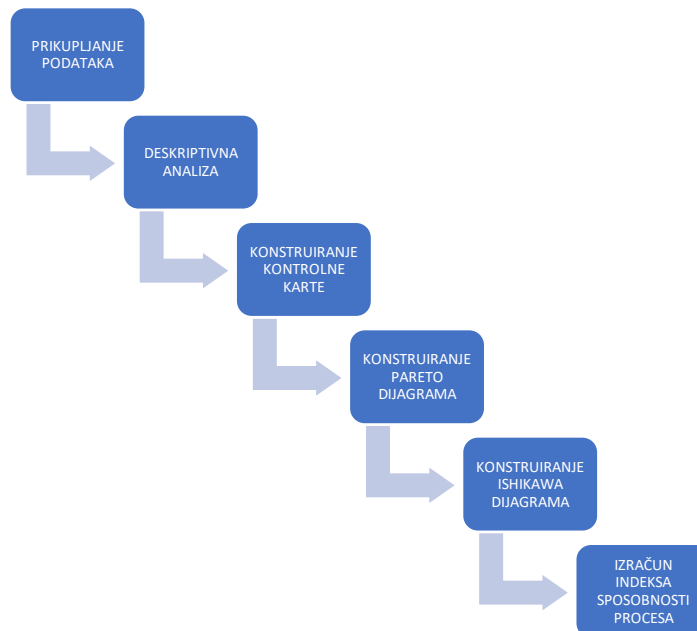 PRIKUPLJANJE
PODATAKA
DESKRIPTIVNA
ANALIZA
KONSTRUIRANJE
KONTROLNE
KARTE
KONSTRUIRANJE
PARETO
DIJAGRAMA
KONSTRUIRANJE
ISHIKAWA
DIJAGRAMA
IZRAČUN
INDEKSA
SPOSOBNOSTI
PROCESA